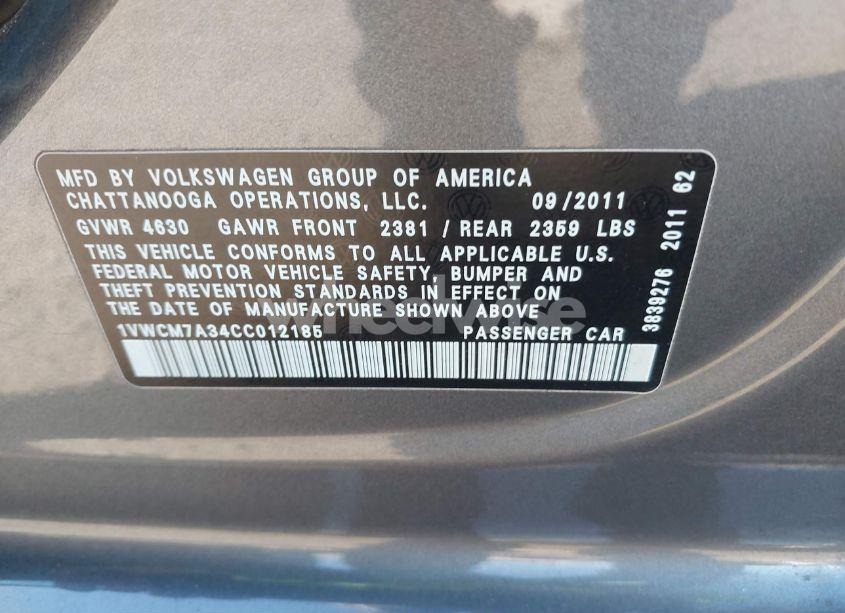 MFD BY VOLKSWAGEN GROUP OF AMERICA
CHATTANOOGA OPERATIONS, LLC. 09/2011
GVWR 4630 GAWR FRONT 2381 / REAR 2359 LBS
THIS VEHICLE CONFORMS TO ALL APPLICABLE U.S.
FEDERAL MOTOR VEHICLE SAFETY, BUMPER AND
THEFT PREVENTION STANDARDS IN EFFECT ON
THE DATE OF MANUFACTURE SHOWN ABOVE
1VWCM7A34CC012185 PASSENGER CAR
3839276 2011 62